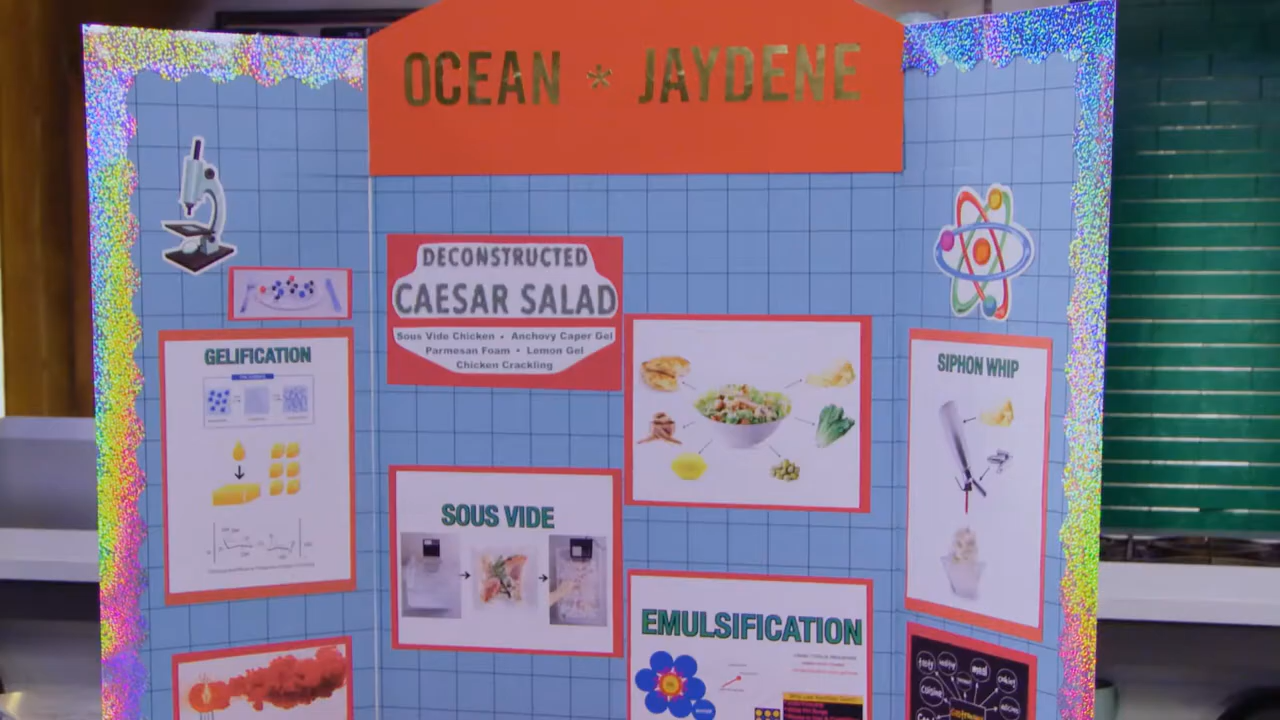 OCEAN * JAYDENE
DECONSTRUCTED
CAESAR SALAD
Sous Vide Chicken • Anchovy Caper Gel
Parmesan Foam • Lemon Gel
Chicken Crackling
GELIFICATION
SIPHON WHIP
SOUS VIDE
EMULSIFICATION